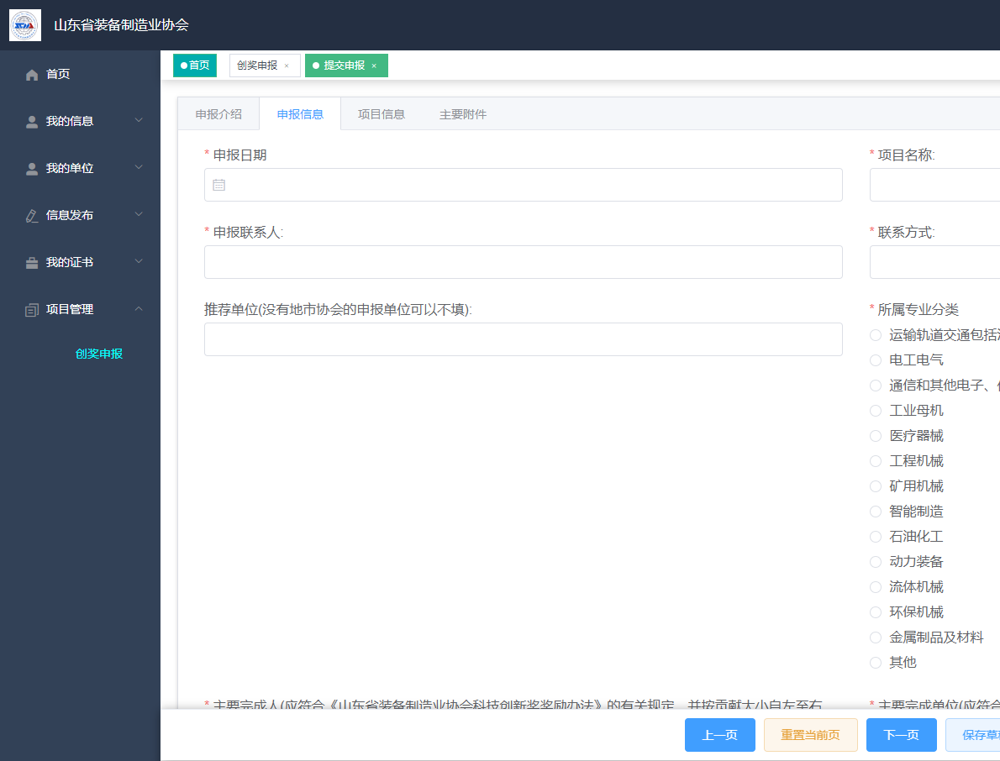 山东省装备制造业协会
首页
我的信息
我的单位
信息发布
我的证书
项目管理
创奖申报
首页 创奖申报 × 提交申报 ×
申报介绍 申报信息 项目信息 主要附件
* 申报日期
* 项目名称:
* 申报联系人:
* 联系方式:
推荐单位(没有地市协会的申报单位可以不填):
* 所属专业分类
运输轨道交通包括
电工电气
通信和其他电子、
工业母机
医疗器械
工程机械
矿用机械
智能制造
石油化工
动力装备
流体机械
环保机械
金属制品及材料
其他
* 主要完成人(应符合《山东省装备制造业协会科技创新奖奖励办法》的有关规定，并按贡献大小自左至右
* 主要完成单位(应符合
上一页 重置当前页 下一页 保存草